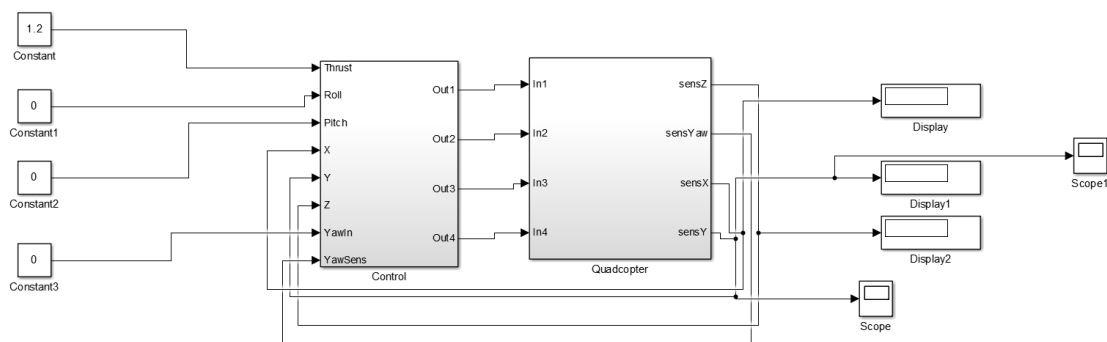 1.2
Constant
0
Constant1
0
Constant2
0
Constant3
Thrust
Roll
Pitch
X
Y
Z
YawIn
YawSens
Out1
Out2
Out3
Out4
Control
In1
In2
In3
In4
sensZ
sensYaw
sensX
sensY
Quadcopter
Display
Display1
Display2
Scope
Scope1